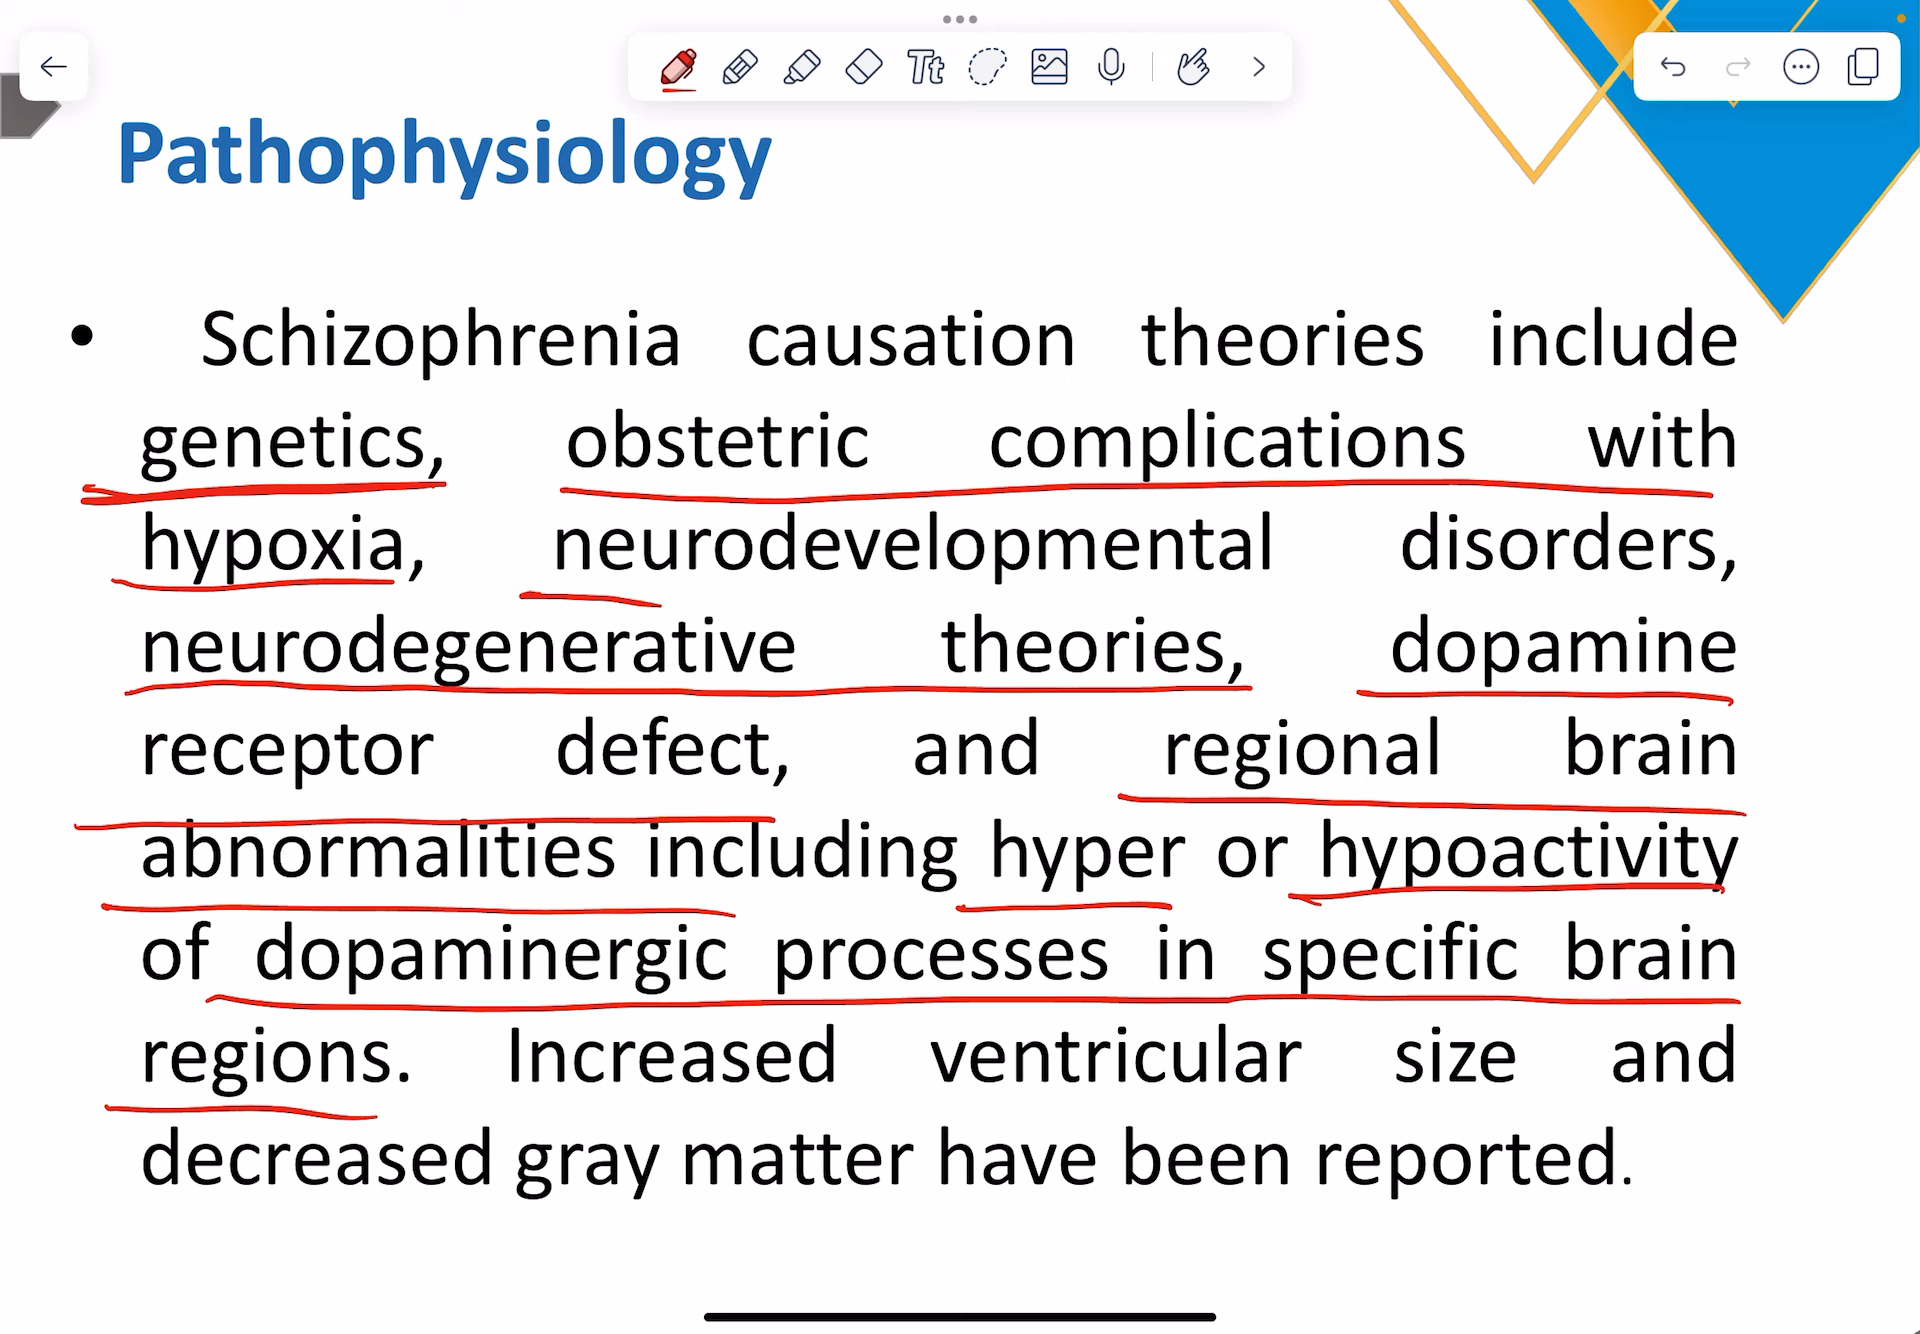 Tt
Pathophysiology
• Schizophrenia causation theories include
genetics, obstetric complications with
hypoxia, neurodevelopmental disorders,
neurodegenerative theories, dopamine
receptor defect, and regional brain
abnormalities including hyper or hypoactivity
of dopaminergic processes in specific brain
regions. Increased ventricular size and
decreased gray matter have been reported.